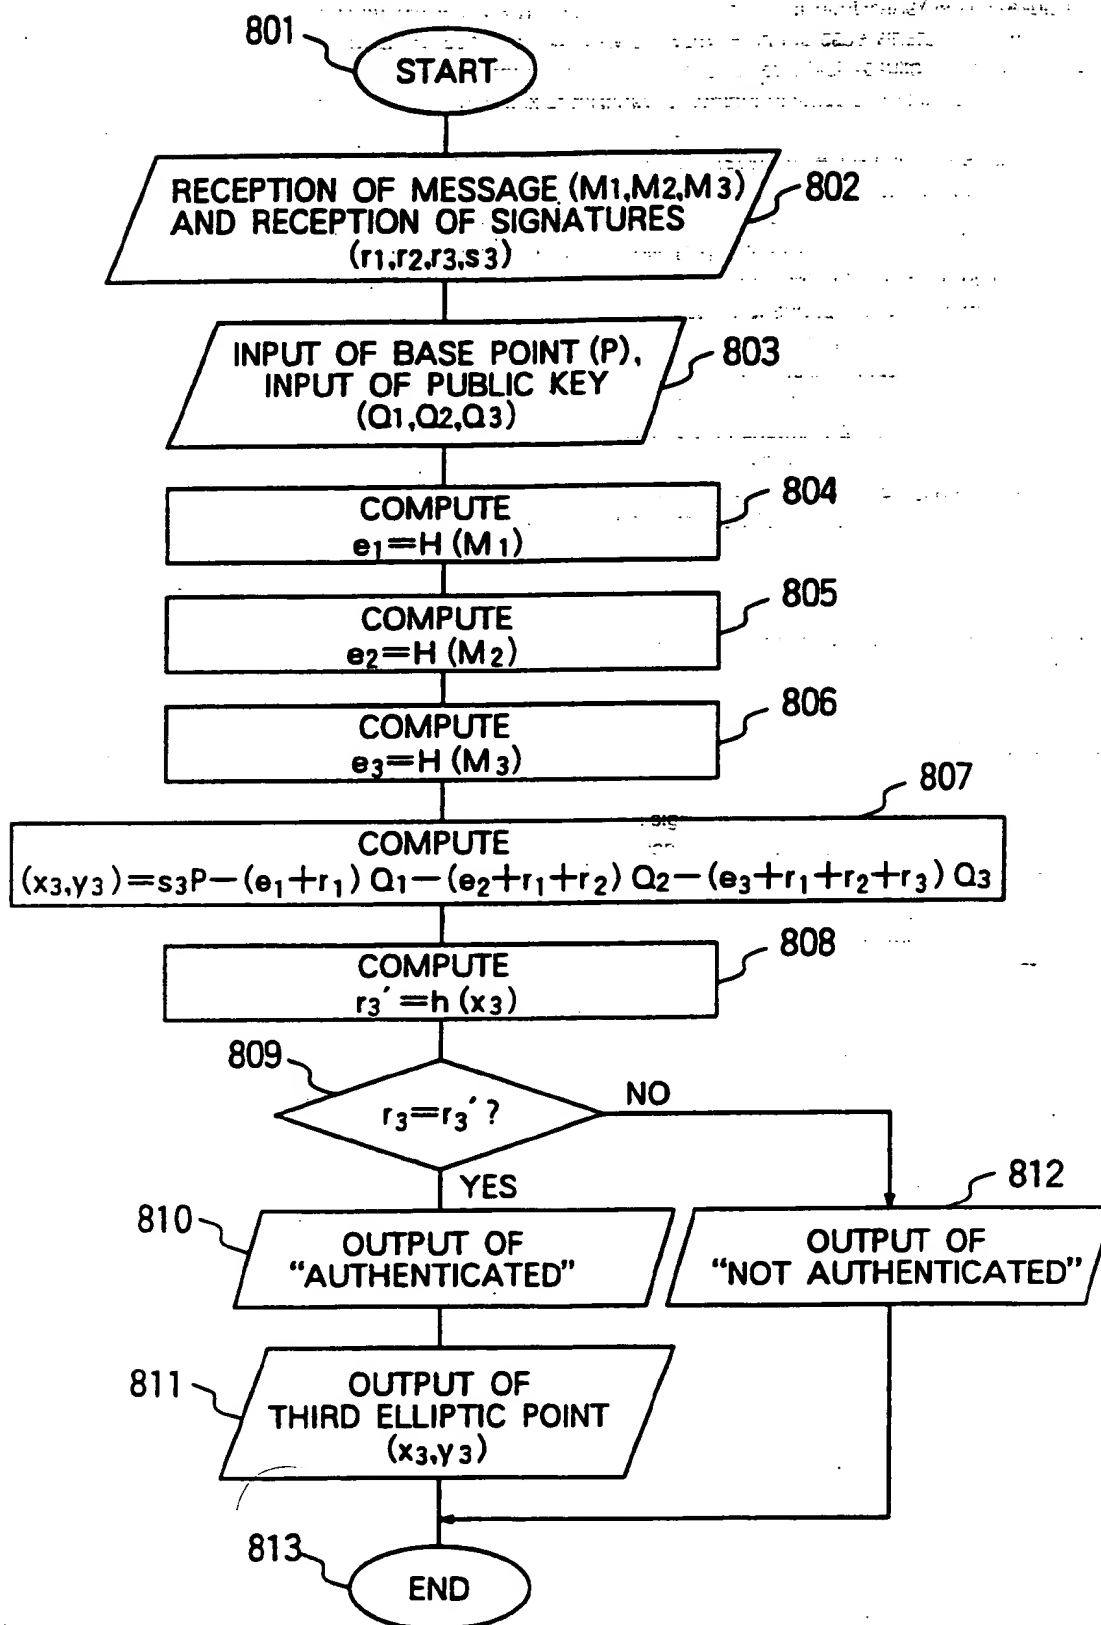 801
START
RECEPTION OF MESSAGE (M1,M2,M3)
AND RECEPTION OF SIGNATURES
(r1,r2,r3,s3)
802
INPUT OF BASE POINT (P),
INPUT OF PUBLIC KEY
(Q1,Q2,Q3)
803
COMPUTE
e1=H(M1)
804
COMPUTE
e2=H(M2)
805
COMPUTE
e3=H(M3)
806
807
COMPUTE
(x3,y3)=s3P-(e1+r1)Q1-(e2+r1+r2)Q2-(e3+r1+r2+r3)Q3
COMPUTE
r3′=h(x3)
808
809
r3=r3′?
NO
YES
810
OUTPUT OF
"AUTHENTICATED"
812
OUTPUT OF
"NOT AUTHENTICATED"
811
OUTPUT OF
THIRD ELLIPTIC POINT
(x3,y3)
813
END